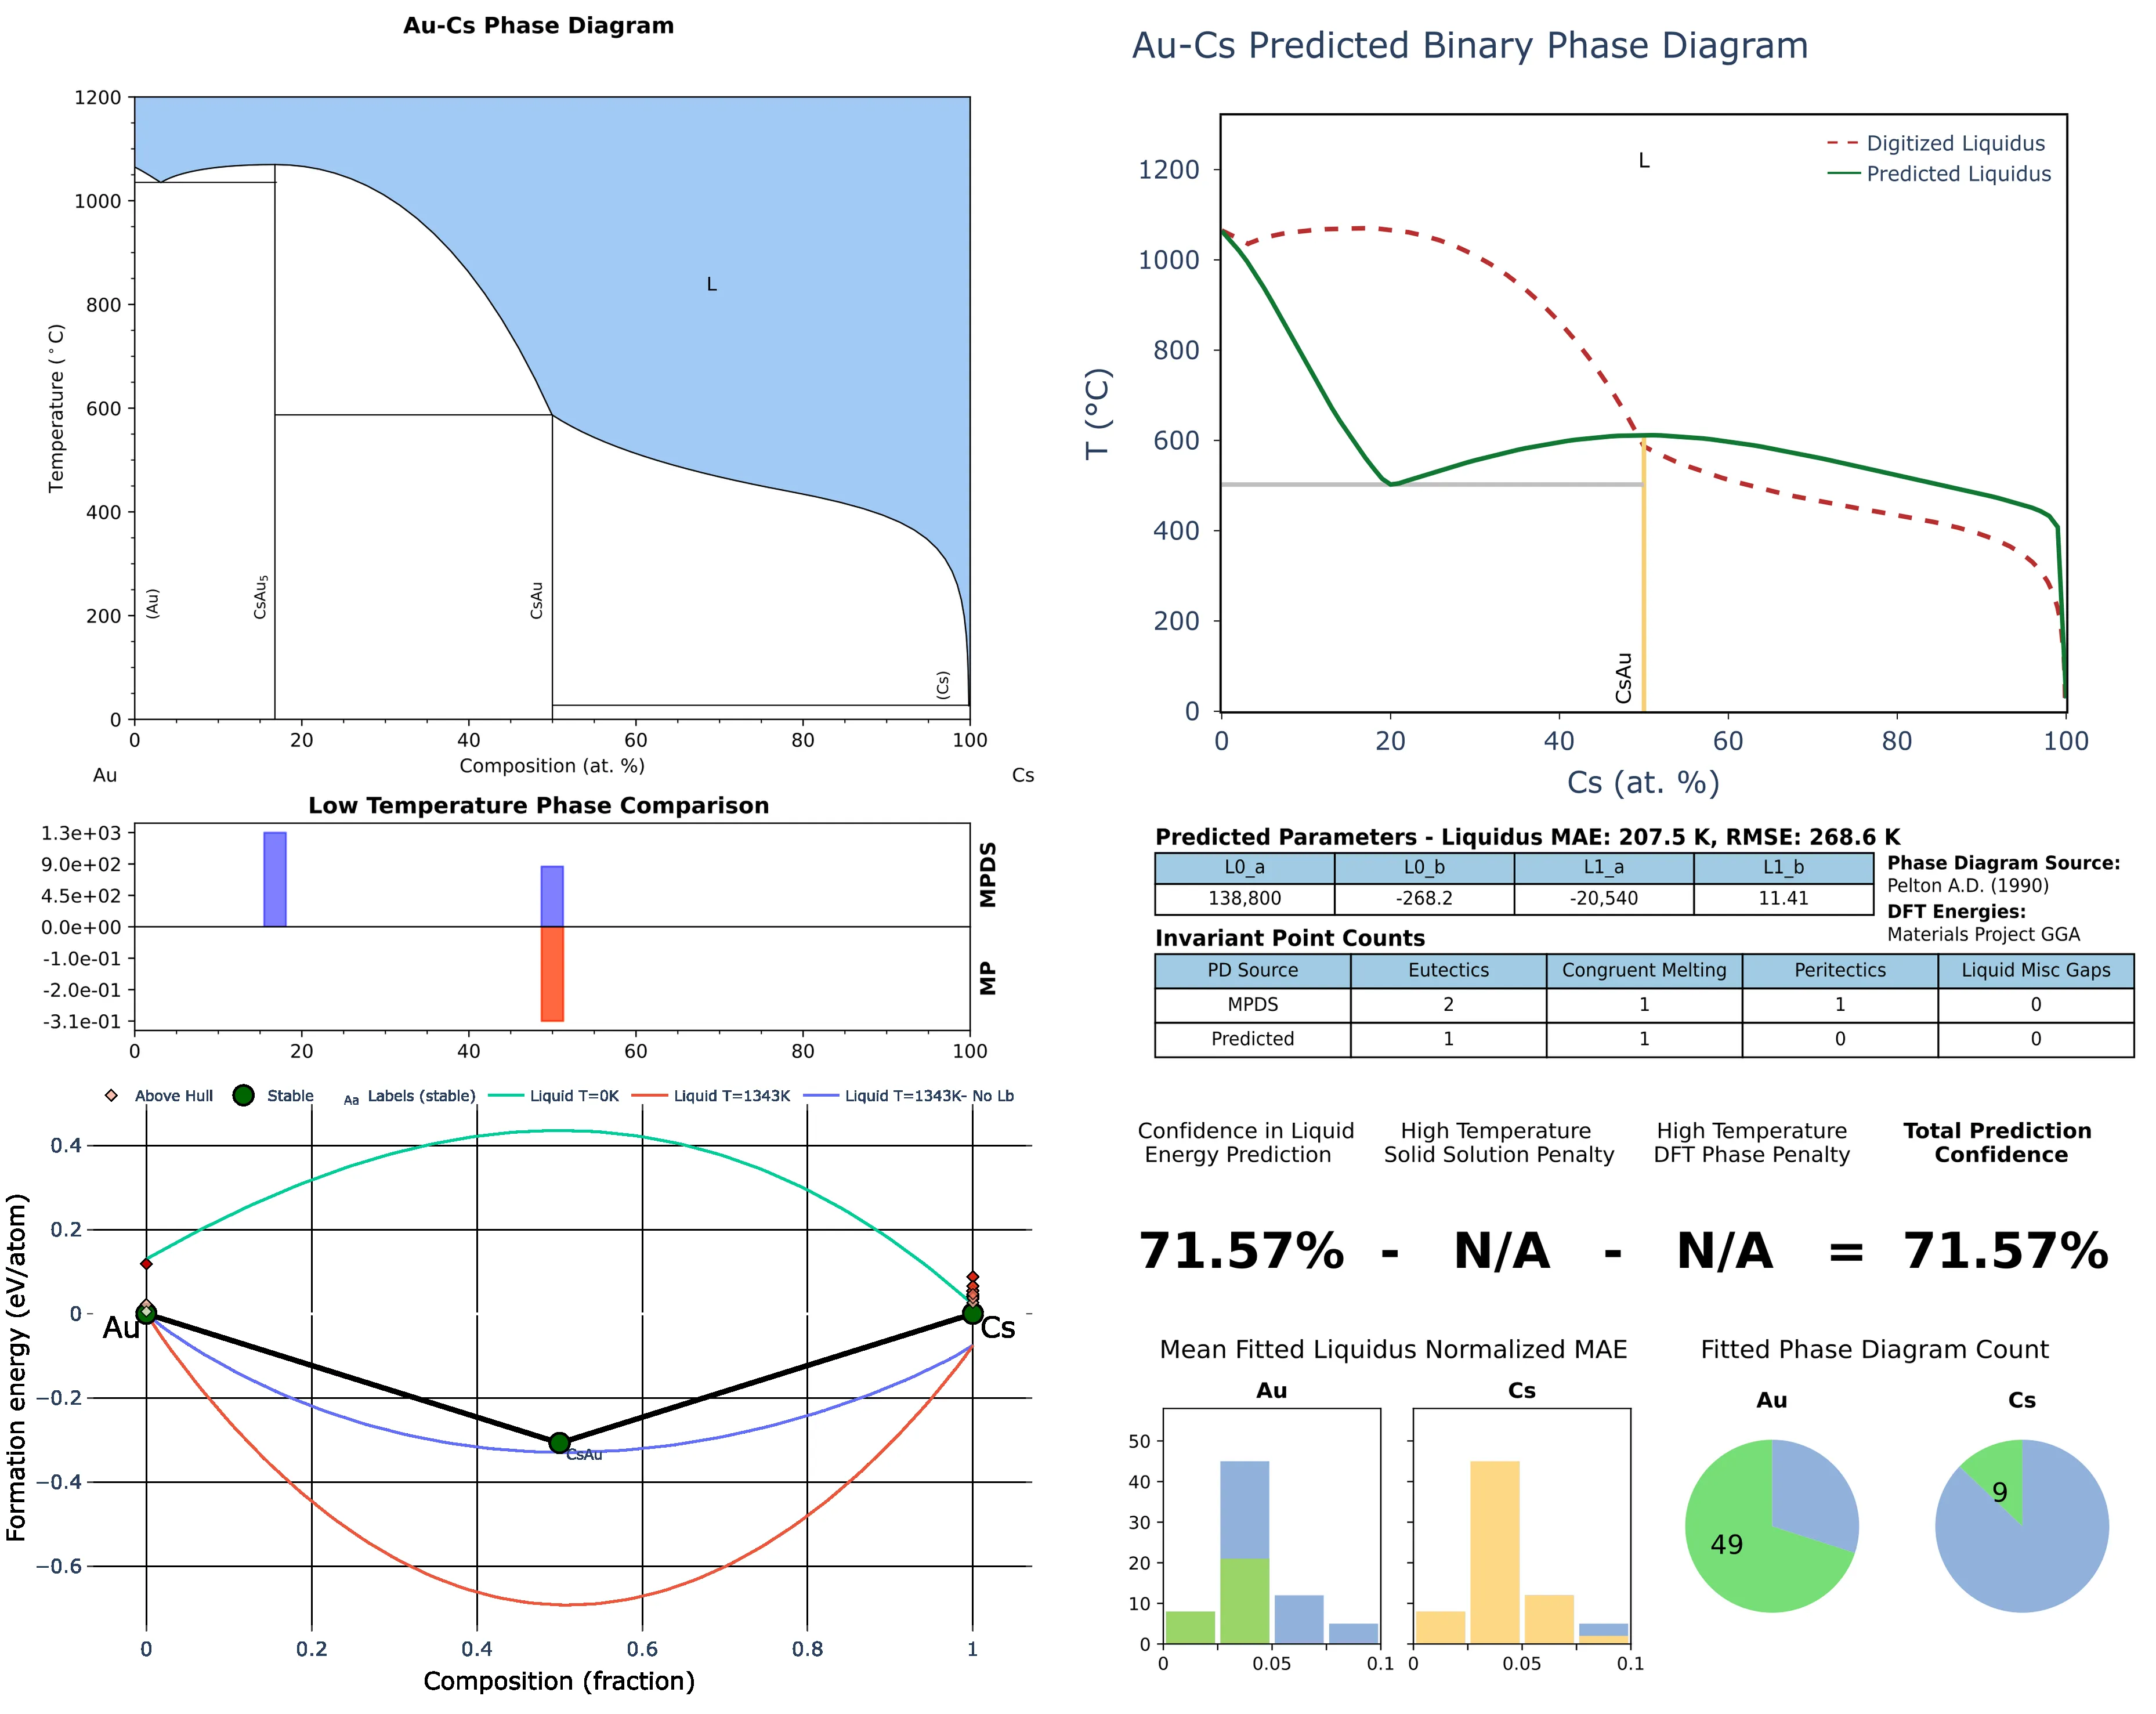 Au-Cs Phase Diagram
1200
1000
800
600
400
200
0
Temperature (°C)
L
(Au)
CsAu₅
CsAu
(Cs)
0 20 40 60 80 100
Composition (at. %)
Au Cs
Au-Cs Predicted Binary Phase Diagram
Digitized Liquidus
Predicted Liquidus
L
1200
1000
800
600
400
200
0
T (°C)
CsAu
0 20 40 60 80 100
Cs (at. %)
Low Temperature Phase Comparison
1.3e+03
9.0e+02
4.5e+02
0.0e+00
-1.0e-01
-2.0e-01
-3.1e-01
MPDS
MP
0 20 40 60 80 100
Predicted Parameters - Liquidus MAE: 207.5 K, RMSE: 268.6 K
L0_a L0_b L1_a L1_b
138,800 -268.2 -20,540 11.41
Phase Diagram Source:
Pelton A.D. (1990)
DFT Energies:
Materials Project GGA
Invariant Point Counts
PD Source Eutectics Congruent Melting Peritectics Liquid Misc Gaps
MPDS 2 1 1 0
Predicted 1 1 0 0
Above Hull Stable Aa Labels (stable) Liquid T=0K Liquid T=1343K Liquid T=1343K- No Lb
0.4
0.2
0
−0.2
−0.4
−0.6
Formation energy (eV/atom)
Au
Cs
CsAu
0 0.2 0.4 0.6 0.8 1
Composition (fraction)
Confidence in Liquid
Energy Prediction
High Temperature
Solid Solution Penalty
High Temperature
DFT Phase Penalty
Total Prediction
Confidence
71.57% - N/A - N/A = 71.57%
Mean Fitted Liquidus Normalized MAE
Au Cs
50
40
30
20
10
0
0 0.05 0.1 0 0.05 0.1
Fitted Phase Diagram Count
Au Cs
49
9